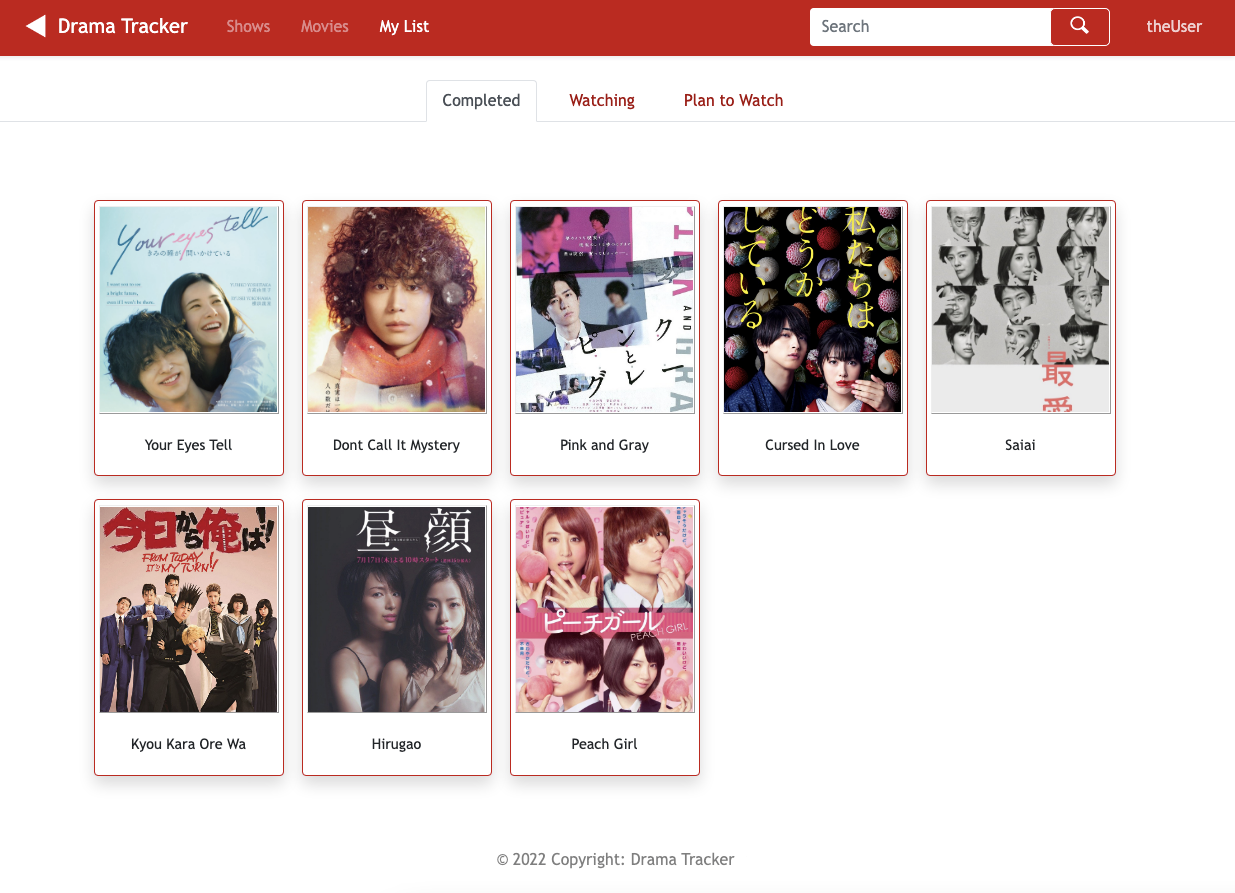 Drama Tracker
Shows
Movies
My List
Search
theUser
Completed
Watching
Plan to Watch
Your eyes tell
きみの瞳が問いかけている
AND
ピンクとグレー
私たちは
どうか
している
最愛
Your Eyes Tell
Dont Call It Mystery
Pink and Gray
Cursed In Love
Saiai
今日から俺は!!
FROM TODAY
IT'S MY TURN!!
昼顔
ピーチガール
PEACH GIRL
Kyou Kara Ore Wa
Hirugao
Peach Girl
© 2022 Copyright: Drama Tracker